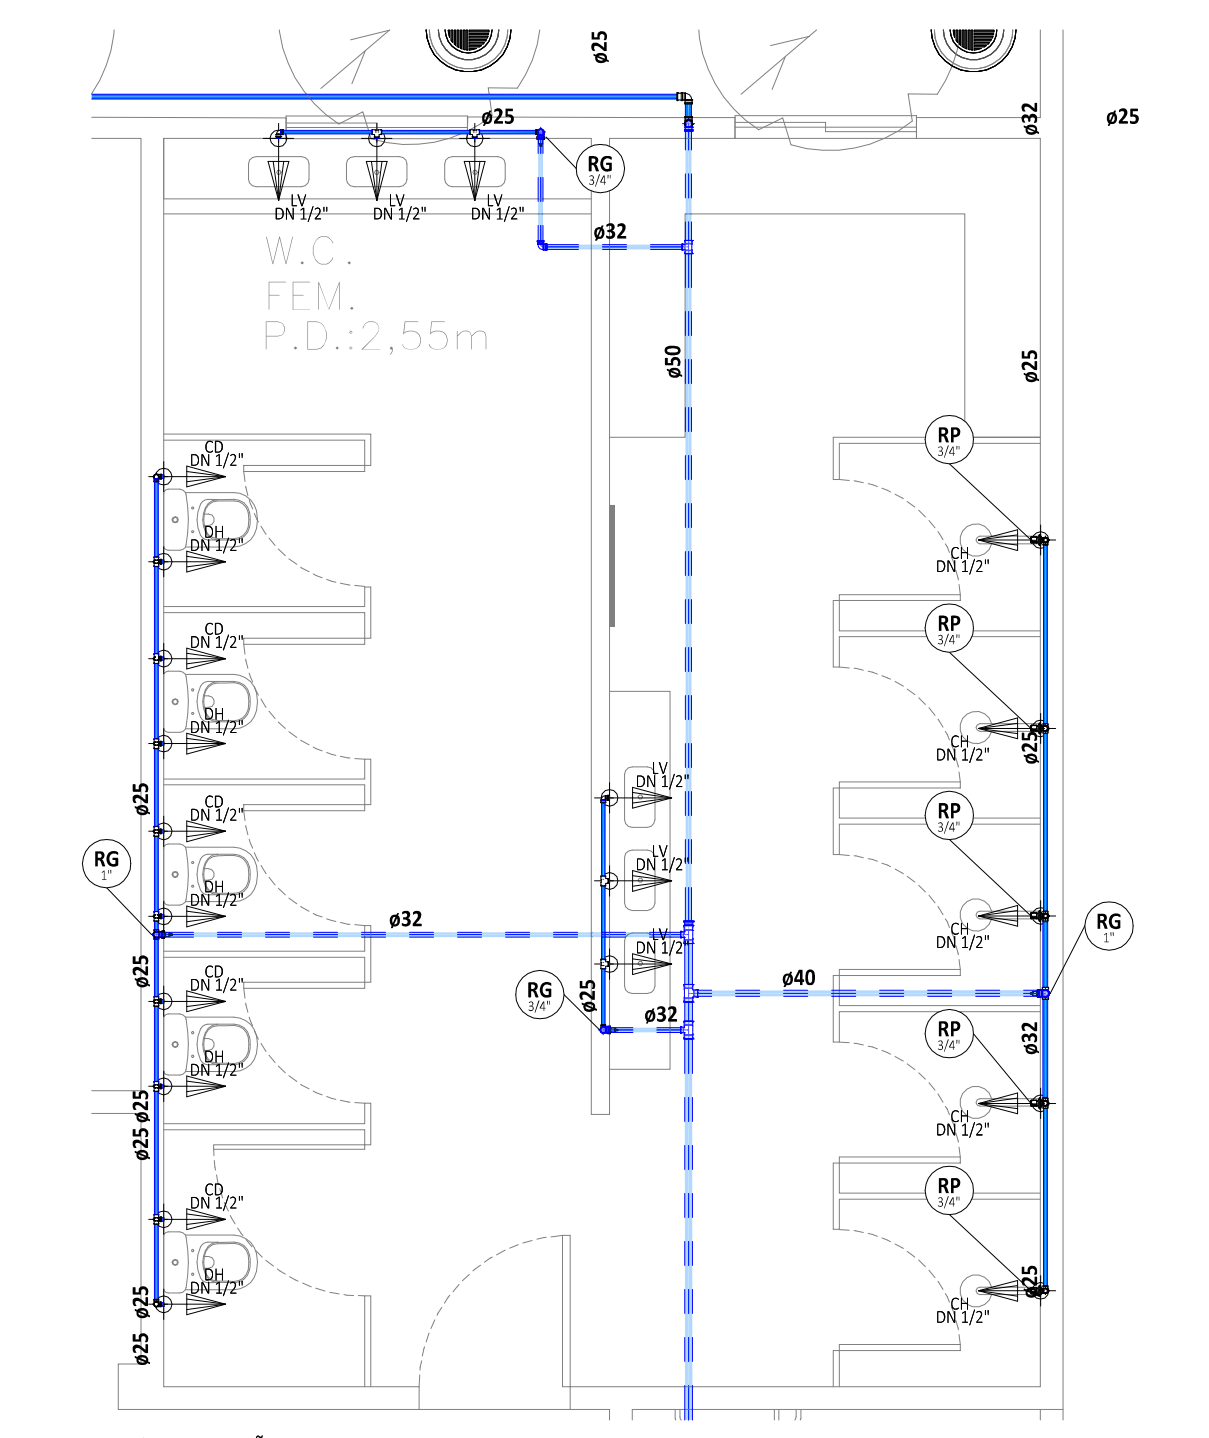 ø25
ø25
ø32
ø25
RG
3/4"
LV
DN 1/2"
LV
DN 1/2"
LV
DN 1/2"
ø32
W.C.
FEM.
P.D.:2,55m
ø50
ø25
RP
3/4"
CD
DN 1/2"
DH
DN 1/2"
CH
DN 1/2"
CD
DN 1/2"
RP
3/4"
DH
DN 1/2"
ø25
CH
DN 1/2"
LV
DN 1/2"
ø25
CD
DN 1/2"
RP
3/4"
RG
1"
LV
DN 1/2"
DH
DN 1/2"
ø32
RG
1"
CH
DN 1/2"
LV
DN 1/2"
ø25
CD
DN 1/2"
RG
3/4"
ø25
ø32
ø40
RP
3/4"
ø32
DH
DN 1/2"
ø25
ø25
CH
DN 1/2"
CD
DN 1/2"
RP
3/4"
DH
DN 1/2"
ø25
ø25
ø25
CH
DN 1/2"